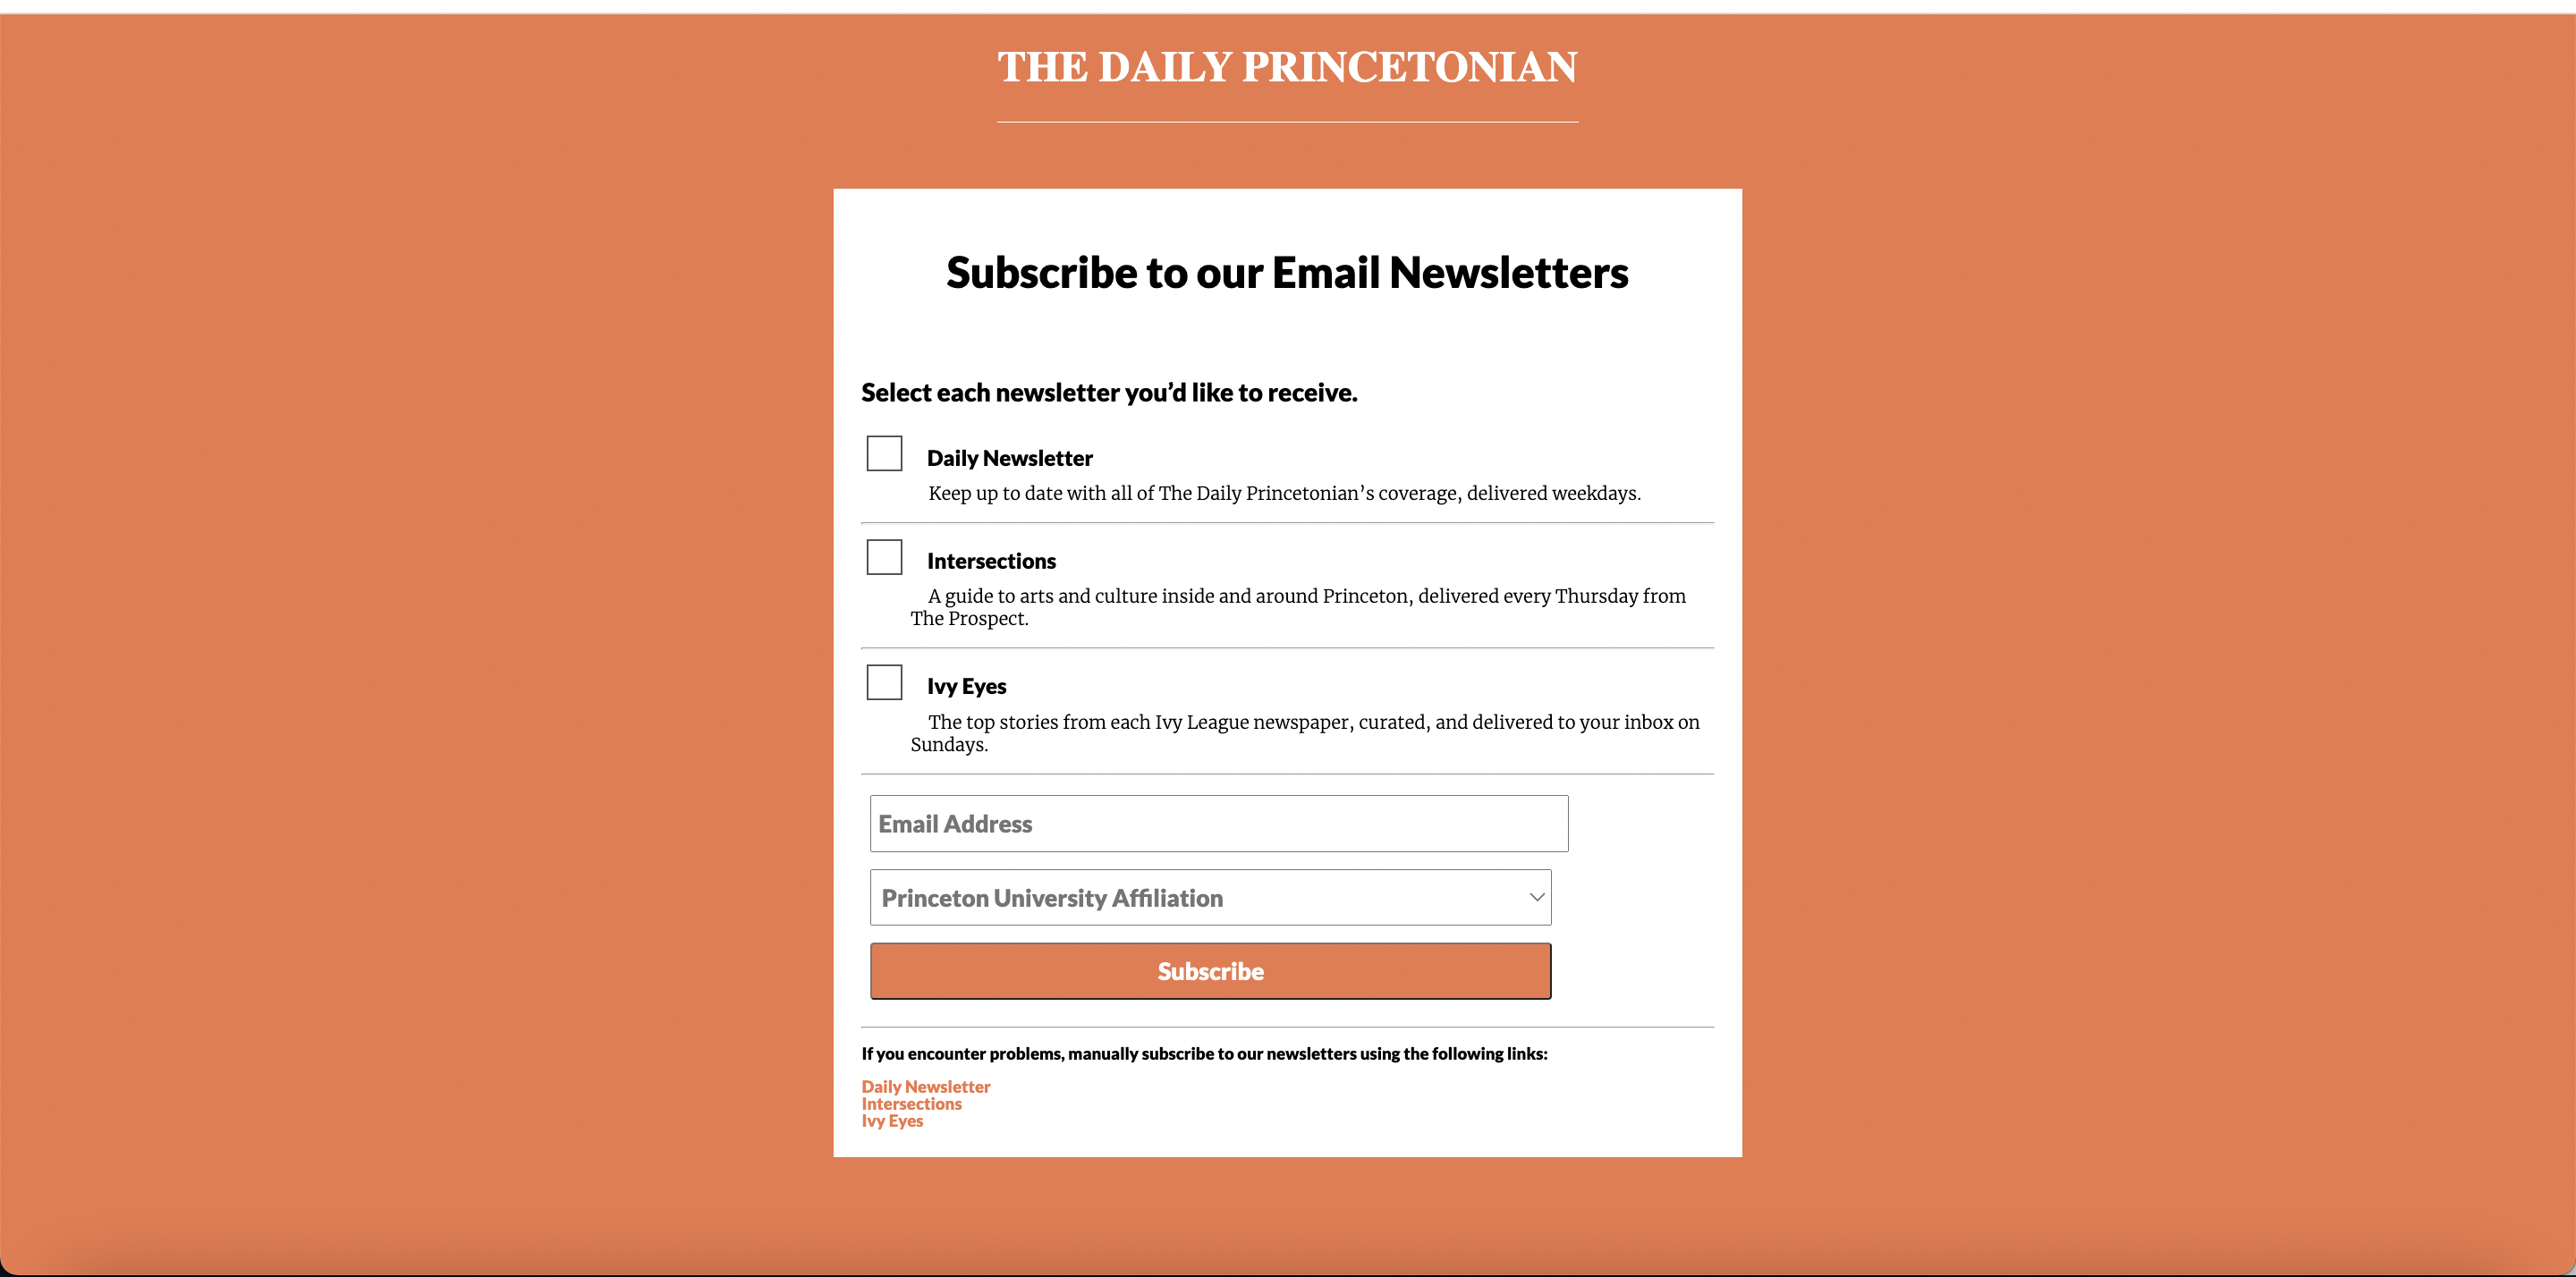 THE DAILY PRINCETONIAN
Subscribe to our Email Newsletters
Select each newsletter you’d like to receive.
Daily Newsletter
Keep up to date with all of The Daily Princetonian’s coverage, delivered weekdays.
Intersections
A guide to arts and culture inside and around Princeton, delivered every Thursday from
The Prospect.
Ivy Eyes
The top stories from each Ivy League newspaper, curated, and delivered to your inbox on
Sundays.
Email Address
Princeton University Affiliation
Subscribe
If you encounter problems, manually subscribe to our newsletters using the following links:
Daily Newsletter
Intersections
Ivy Eyes